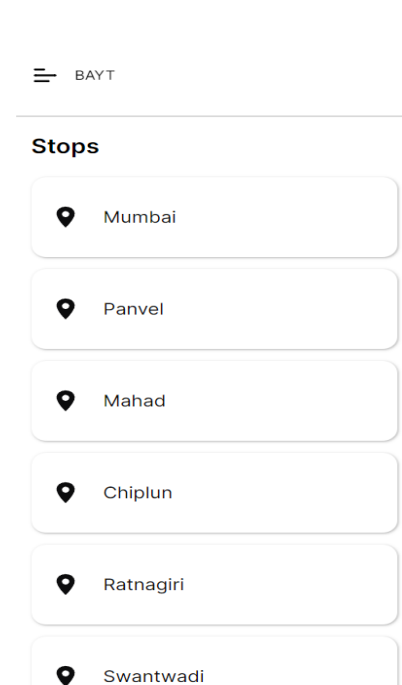 BAYT
Stops
Mumbai
Panvel
Mahad
Chiplun
Ratnagiri
Swantwadi